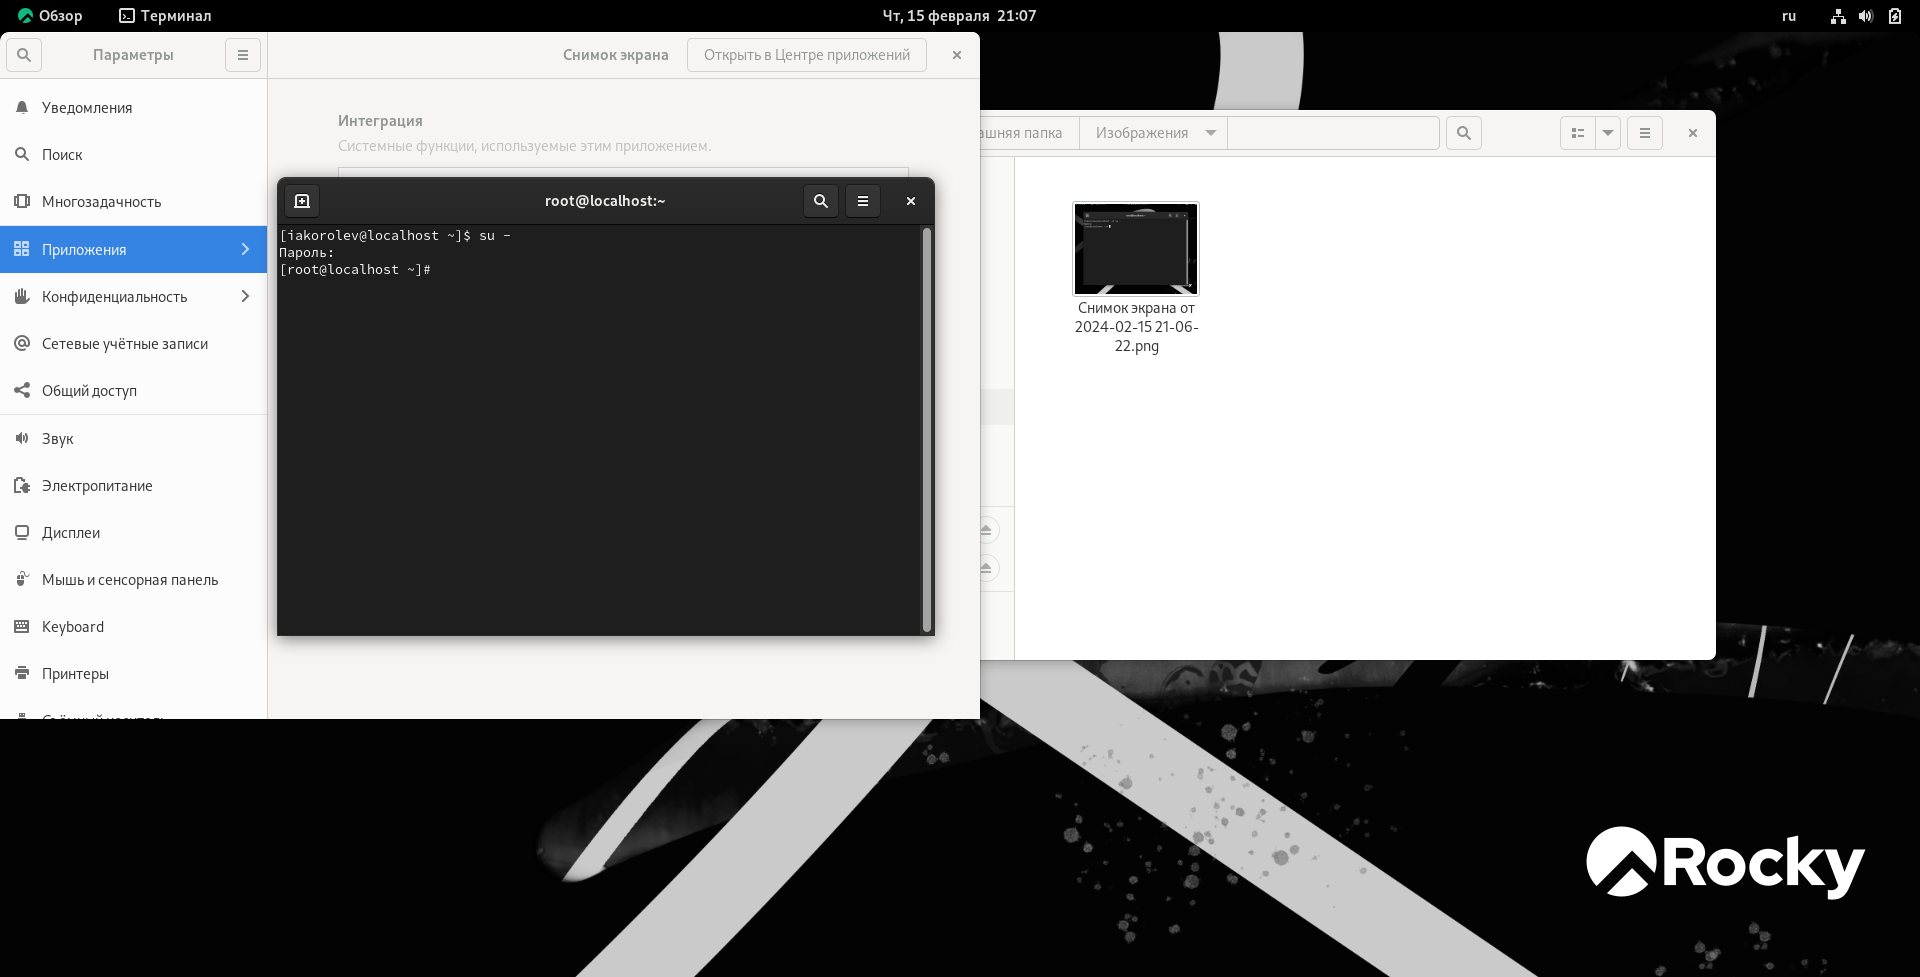 Обзор
Терминал
Чт, 15 февраля 21:07
ru
Параметры
Снимок экрана
Открыть в Центре приложений
Уведомления
Поиск
Многозадачность
Приложения
Конфиденциальность
Сетевые учётные записи
Общий доступ
Звук
Электропитание
Дисплеи
Мышь и сенсорная панель
Keyboard
Принтеры
Интеграция
Системные функции, используемые этим приложением.
root@localhost:~
[iakorolev@localhost ~]$ su -
Пароль:
[root@localhost ~]#
папка
Изображения
Снимок экрана от
2024-02-15 21-06-
22.png
Rocky